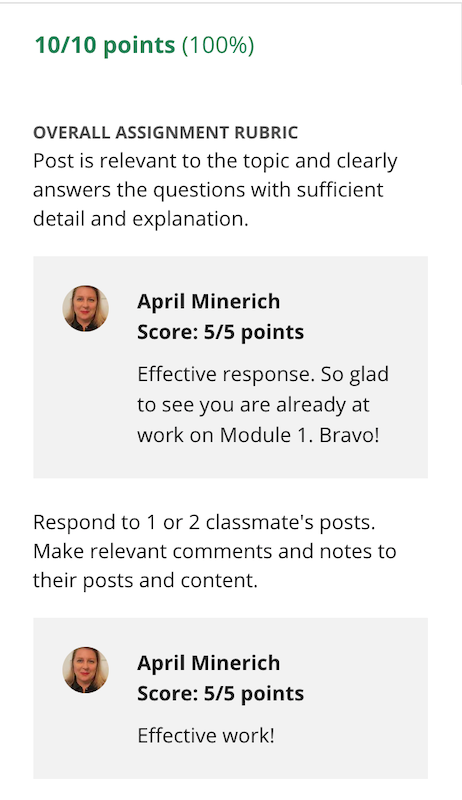 10/10 points (100%)
OVERALL ASSIGNMENT RUBRIC
Post is relevant to the topic and clearly
answers the questions with sufficient
detail and explanation.
April Minerich
Score: 5/5 points
Effective response. So glad
to see you are already at
work on Module 1. Bravo!
Respond to 1 or 2 classmate's posts.
Make relevant comments and notes to
their posts and content.
April Minerich
Score: 5/5 points
Effective work!